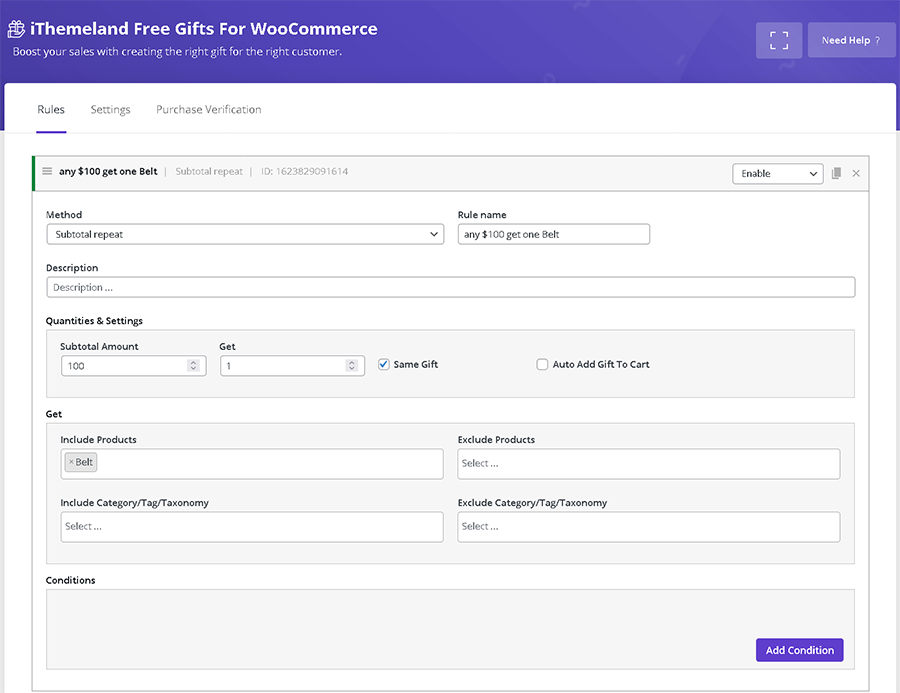 iThemeland Free Gifts For WooCommerce
Boost your sales with creating the right gift for the right customer.
Need Help ?
Rules Settings Purchase Verification
any $100 get one Belt | Subtotal repeat | ID: 1623829091614 Enable
Method Rule name
Subtotal repeat any $100 get one Belt
Description
Description ...
Quantities & Settings
Subtotal Amount Get
100 1 Same Gift Auto Add Gift To Cart
Get
Include Products Exclude Products
× Belt Select ...
Include Category/Tag/Taxonomy Exclude Category/Tag/Taxonomy
Select ... Select ...
Conditions
Add Condition